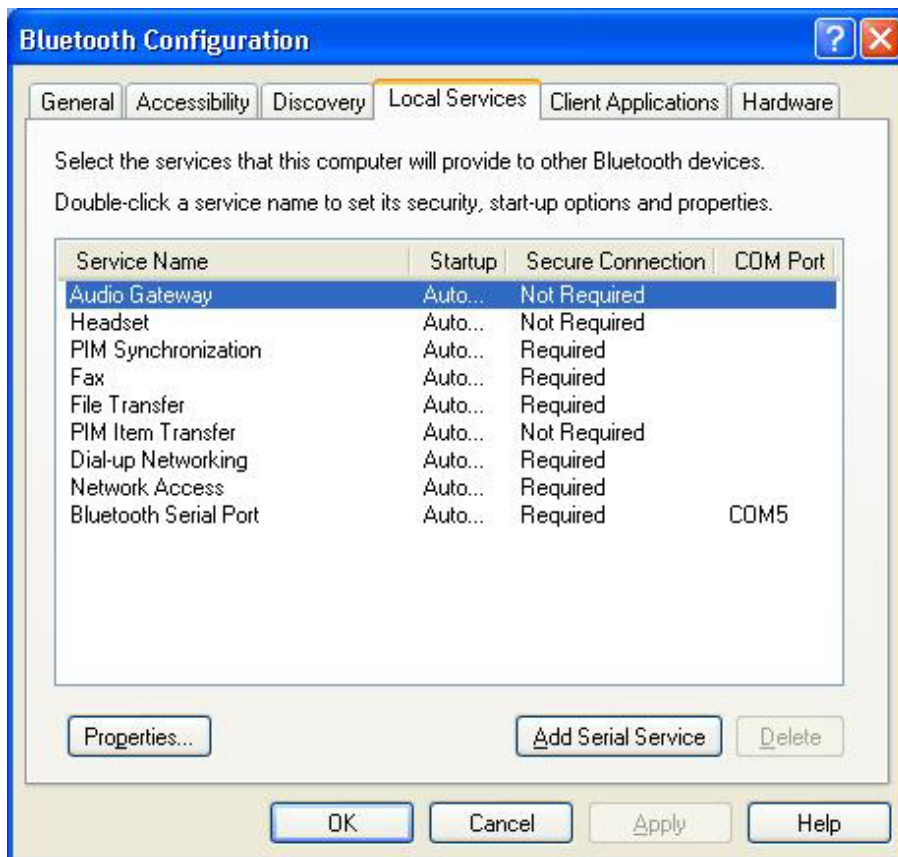 Bluetooth Configuration
General Accessibility Discovery Local Services Client Applications Hardware
Select the services that this computer will provide to other Bluetooth devices.
Double-click a service name to set its security, start-up options and properties.
Service Name Startup Secure Connection COM Port
Audio Gateway Auto... Not Required
Headset Auto... Not Required
PIM Synchronization Auto... Required
Fax Auto... Required
File Transfer Auto... Required
PIM Item Transfer Auto... Not Required
Dial-up Networking Auto... Required
Network Access Auto... Required
Bluetooth Serial Port Auto... Required COM5
Properties... Add Serial Service Delete
OK Cancel Apply Help